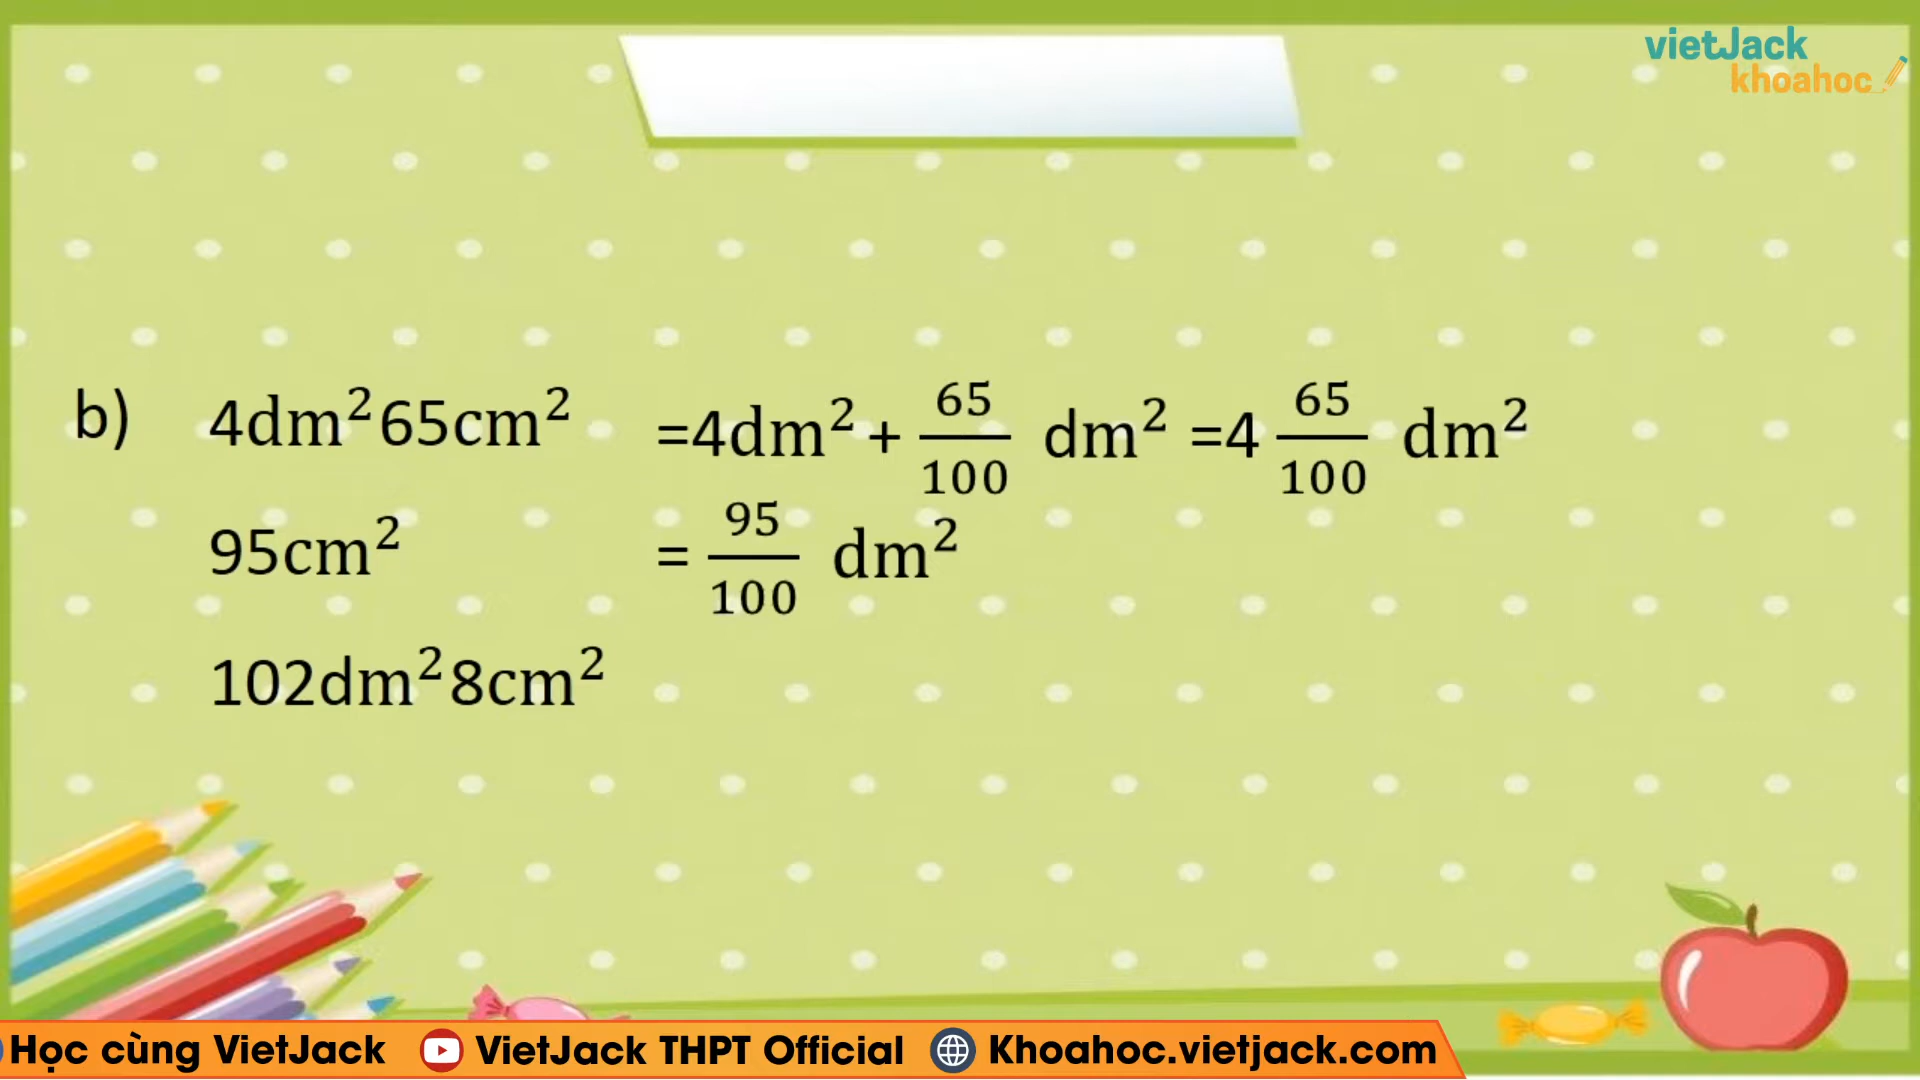 vietJack
khoahoc
b) 4dm²65cm² =4dm² + 65/100 dm² =4 65/100 dm²
95cm² = 95/100 dm²
102dm²8cm²
Học cùng VietJack VietJack THPT Official Khoahoc.vietjack.com